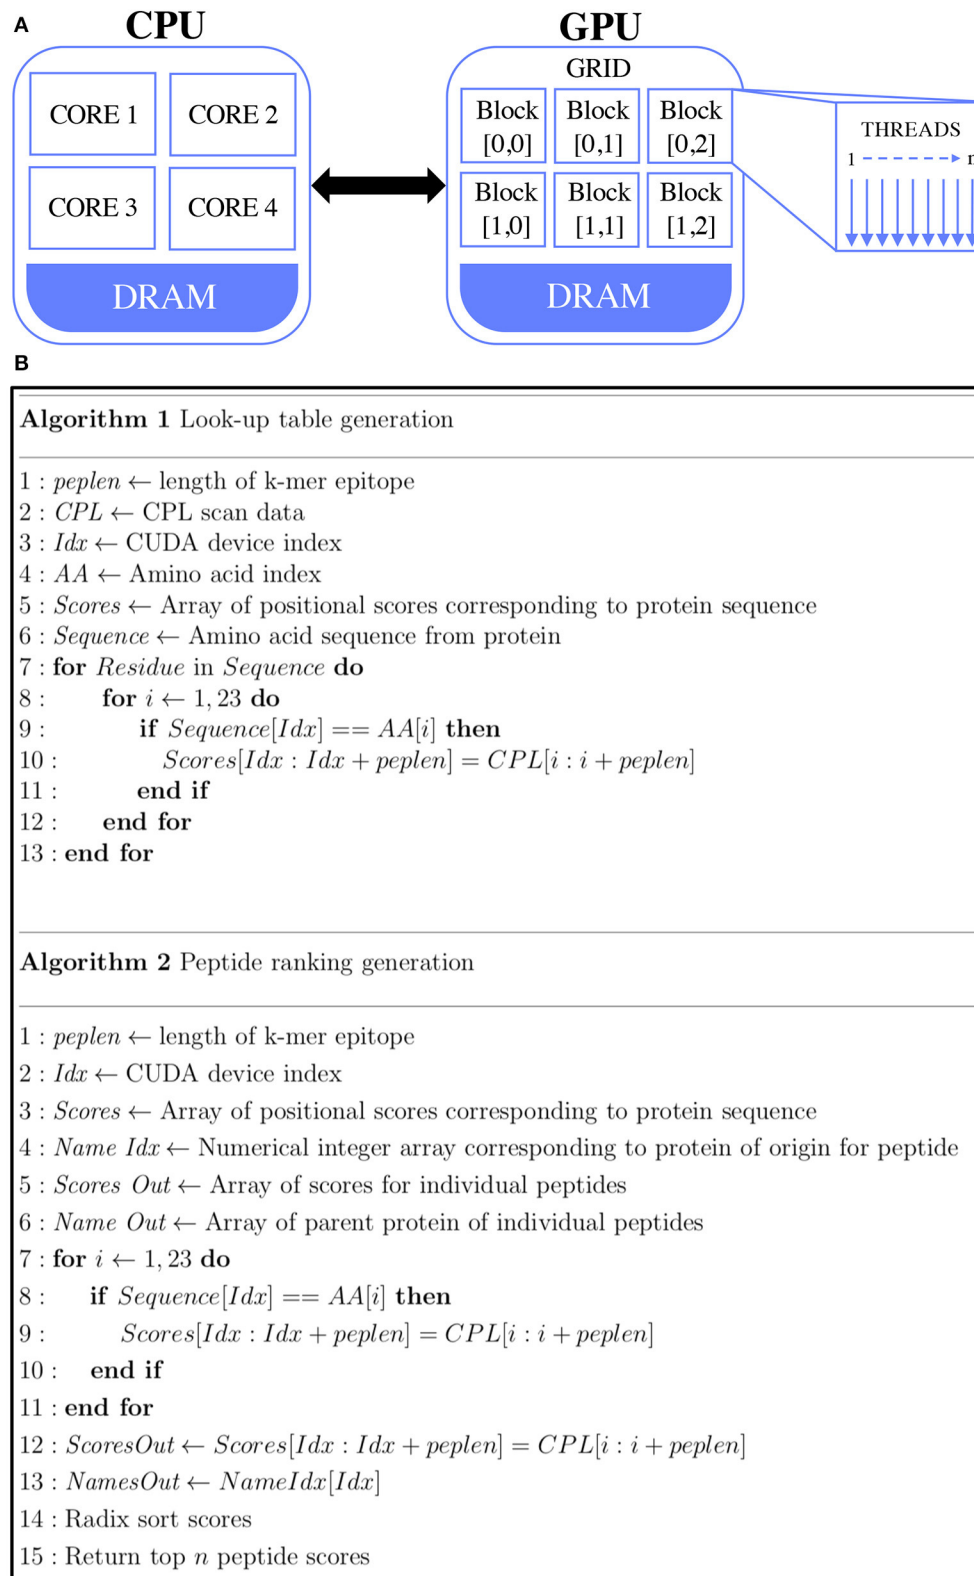 A
CPU
GPU
CORE 1
CORE 2
CORE 3
CORE 4
DRAM
GRID
Block
[0,0]
Block
[0,1]
Block
[0,2]
Block
[1,0]
Block
[1,1]
Block
[1,2]
DRAM
THREADS
1
n
B
Algorithm 1 Look-up table generation
1 : peplen ← length of k-mer epitope
2 : CPL ← CPL scan data
3 : Idx ← CUDA device index
4 : AA ← Amino acid index
5 : Scores ← Array of positional scores corresponding to protein sequence
6 : Sequence ← Amino acid sequence from protein
7 : for Residue in Sequence do
8 : for i ← 1, 23 do
9 : if Sequence[Idx] == AA[i] then
10 : Scores[Idx : Idx + peplen] = CPL[i : i + peplen]
11 : end if
12 : end for
13 : end for
Algorithm 2 Peptide ranking generation
1 : peplen ← length of k-mer epitope
2 : Idx ← CUDA device index
3 : Scores ← Array of positional scores corresponding to protein sequence
4 : Name Idx ← Numerical integer array corresponding to protein of origin for peptide
5 : Scores Out ← Array of scores for individual peptides
6 : Name Out ← Array of parent protein of individual peptides
7 : for i ← 1, 23 do
8 : if Sequence[Idx] == AA[i] then
9 : Scores[Idx : Idx + peplen] = CPL[i : i + peplen]
10 : end if
11 : end for
12 : ScoresOut ← Scores[Idx : Idx + peplen] = CPL[i : i + peplen]
13 : NamesOut ← NameIdx[Idx]
14 : Radix sort scores
15 : Return top n peptide scores